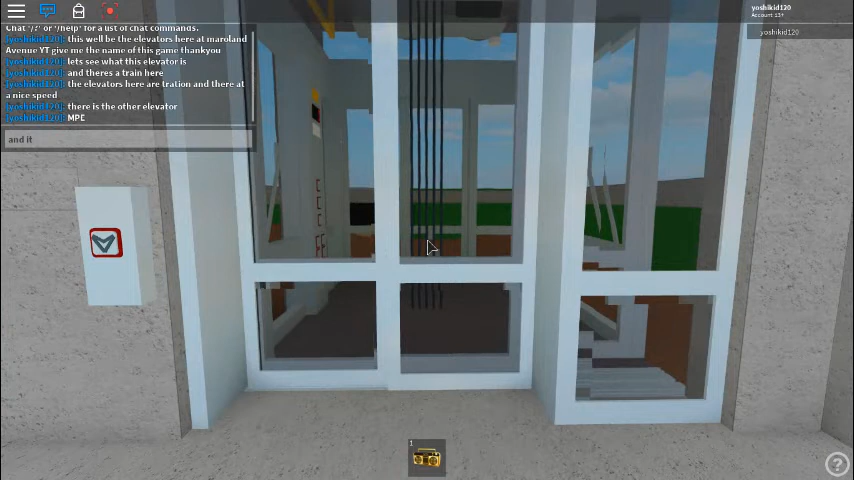 Chat '/?' or '/help' for a list of chat commands.
[yoshikid120]: this well be the elevators here at maroland
Avenue YT give me the name of this game thankyou
[yoshikid120]: lets see what this elevator is
[yoshikid120]: and theres a train here
[yoshikid120]: the elevators here are tration and there at
a nice speed
[yoshikid120]: there is the other elevator
[yoshikid120]: MPE
and it
yoshikid120
Account: 13+
yoshikid120
1
?